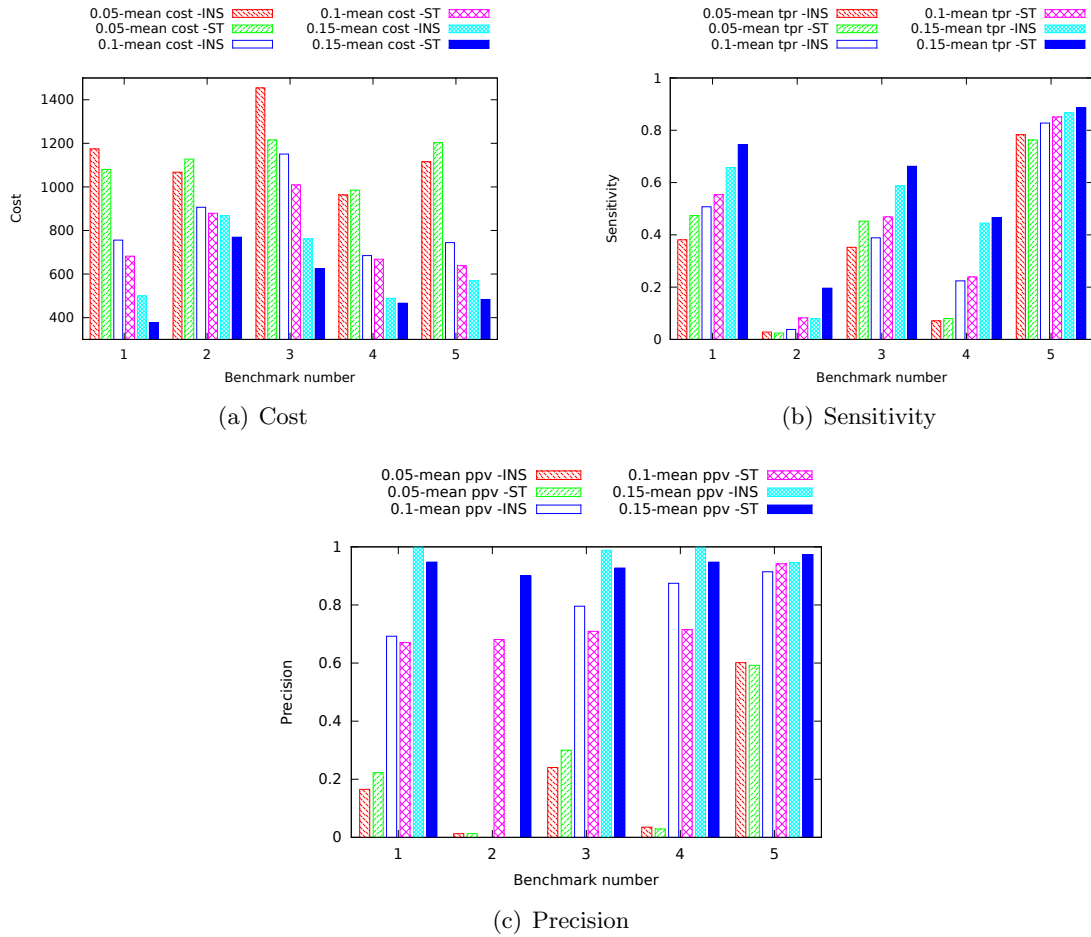 0.05-mean cost -INS
0.05-mean cost -ST
0.1-mean cost -INS
0.1-mean cost -ST
0.15-mean cost -INS
0.15-mean cost -ST
1400
1200
1000
800
600
400
Cost
1 2 3 4 5
Benchmark number
(a) Cost
0.05-mean tpr -INS
0.05-mean tpr -ST
0.1-mean tpr -INS
0.1-mean tpr -ST
0.15-mean tpr -INS
0.15-mean tpr -ST
1
0.8
0.6
0.4
0.2
0
Sensitivity
1 2 3 4 5
Benchmark number
(b) Sensitivity
0.05-mean ppv -INS
0.05-mean ppv -ST
0.1-mean ppv -INS
0.1-mean ppv -ST
0.15-mean ppv -INS
0.15-mean ppv -ST
1
0.8
0.6
0.4
0.2
0
Precision
1 2 3 4 5
Benchmark number
(c) Precision